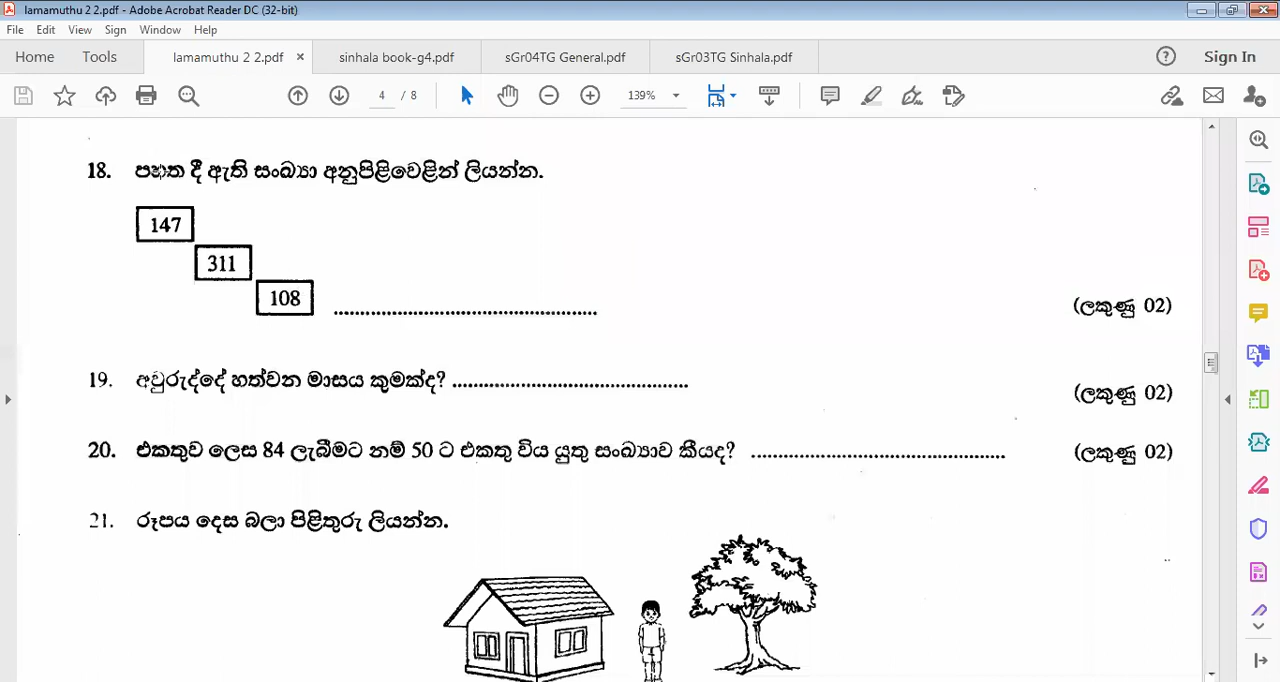 lamamuthu 2 2.pdf - Adobe Acrobat Reader DC (32-bit)
File Edit View Sign Window Help
Home Tools lamamuthu 2 2.pdf × sinhala book-g4.pdf sGr04TG General.pdf sGr03TG Sinhala.pdf Sign In
4 / 8 139%
18. පහත දී ඇති සංඛ්‍යා අනුපිළිවෙළින් ලියන්න.
147
311
108 ............................................. (ලකුණු 02)
19. අවුරුද්දේ හත්වන මාසය කුමක්ද? ......................................... (ලකුණු 02)
20. එකතුව ලෙස 84 ලැබීමට නම් 50 ට එකතු විය යුතු සංඛ්‍යාව කීයද? ............................................ (ලකුණු 02)
21. රූපය දෙස බලා පිළිතුරු ලියන්න.